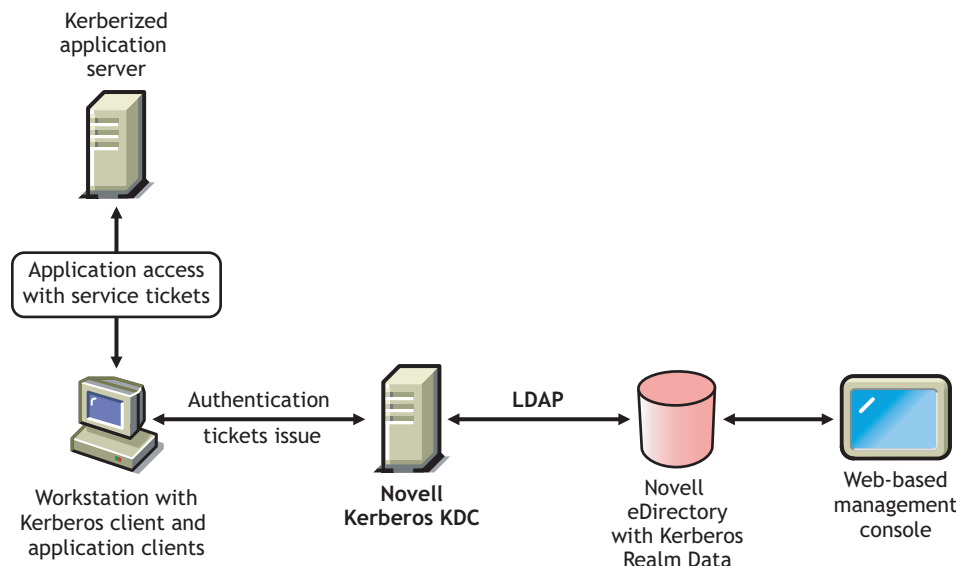 Kerberized
application
server
Application access
with service tickets
Authentication
tickets issue
LDAP
Workstation with
Kerberos client and
application clients
Novell
Kerberos KDC
Novell
eDirectory
with Kerberos
Realm Data
Web-based
management
console